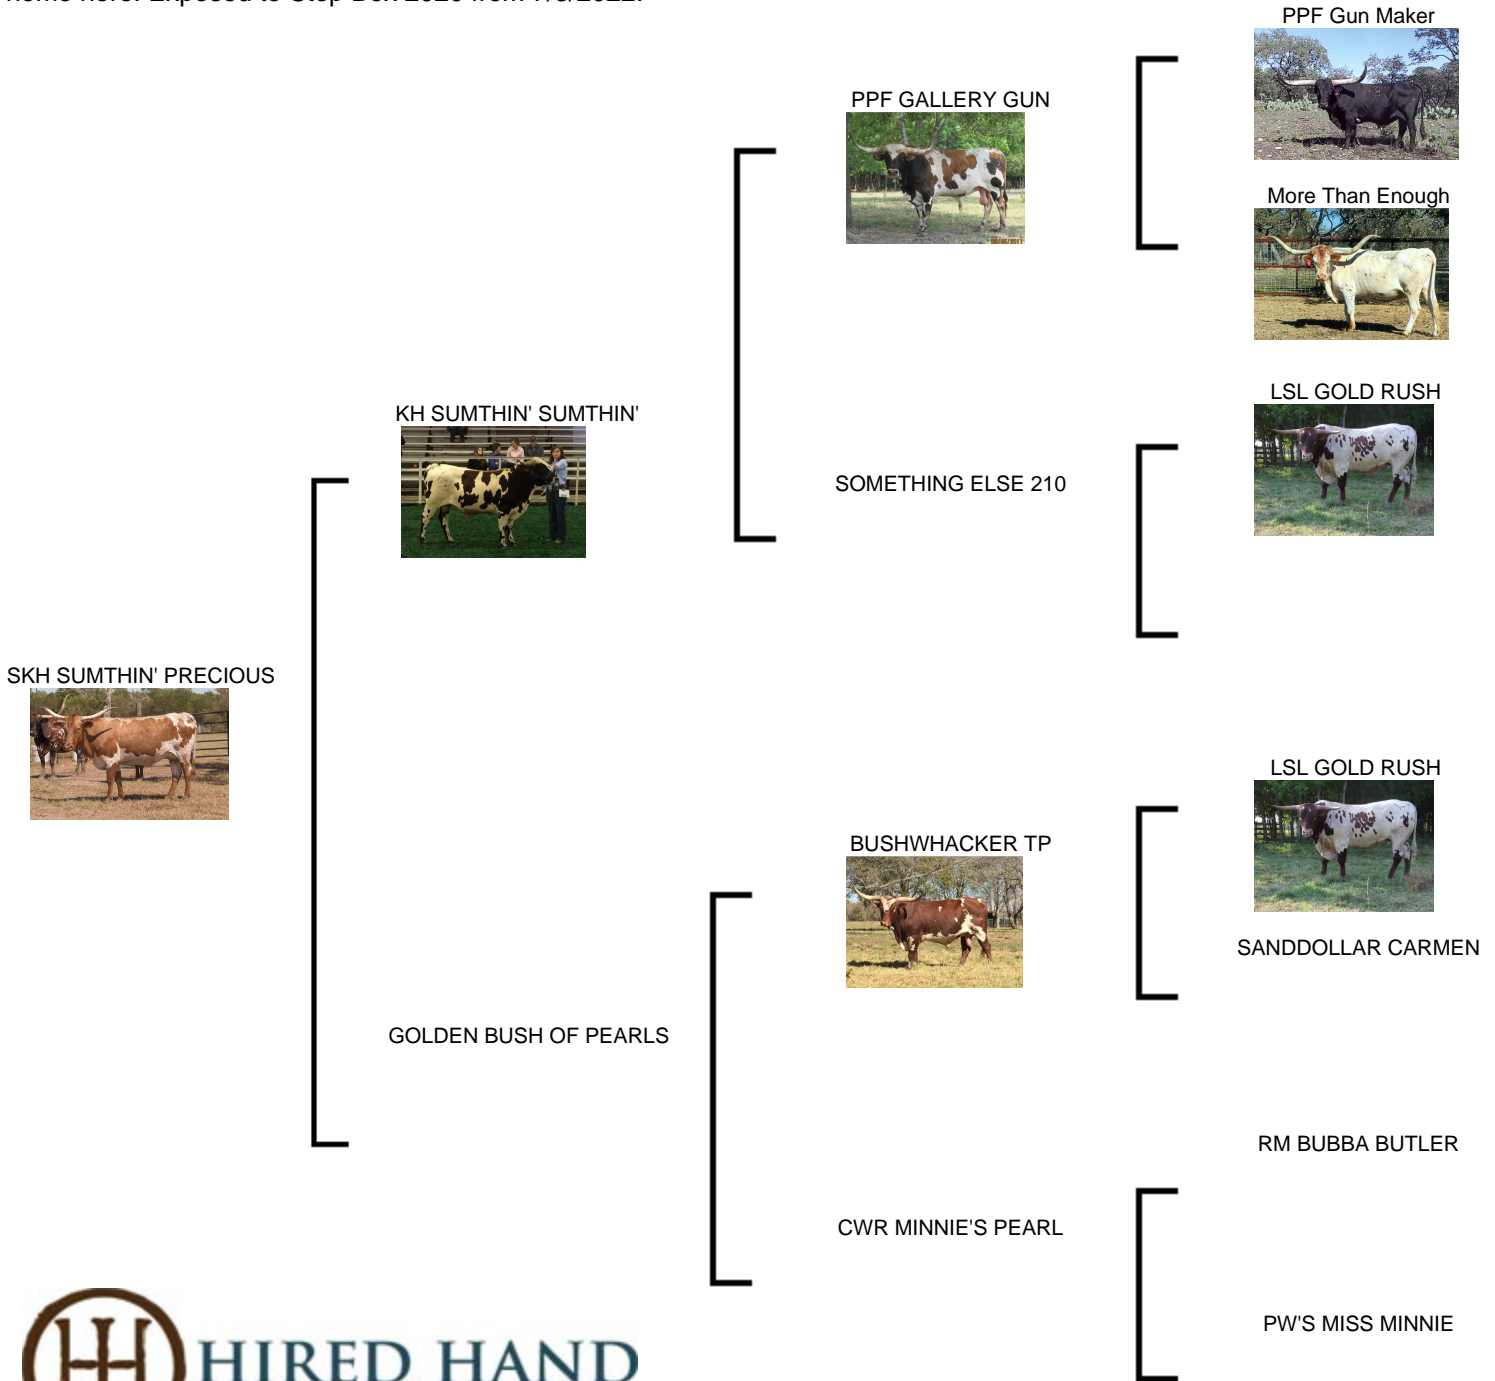 PPF Gun Maker
PPF GALLERY GUN
More Than Enough
LSL GOLD RUSH
KH SUMTHIN' SUMTHIN'
SOMETHING ELSE 210
SKH SUMTHIN' PRECIOUS
LSL GOLD RUSH
BUSHWHACKER TP
SANDDOLLAR CARMEN
GOLDEN BUSH OF PEARLS
RM BUBBA BUTLER
CWR MINNIE'S PEARL
PW'S MISS MINNIE
HIRED HAND